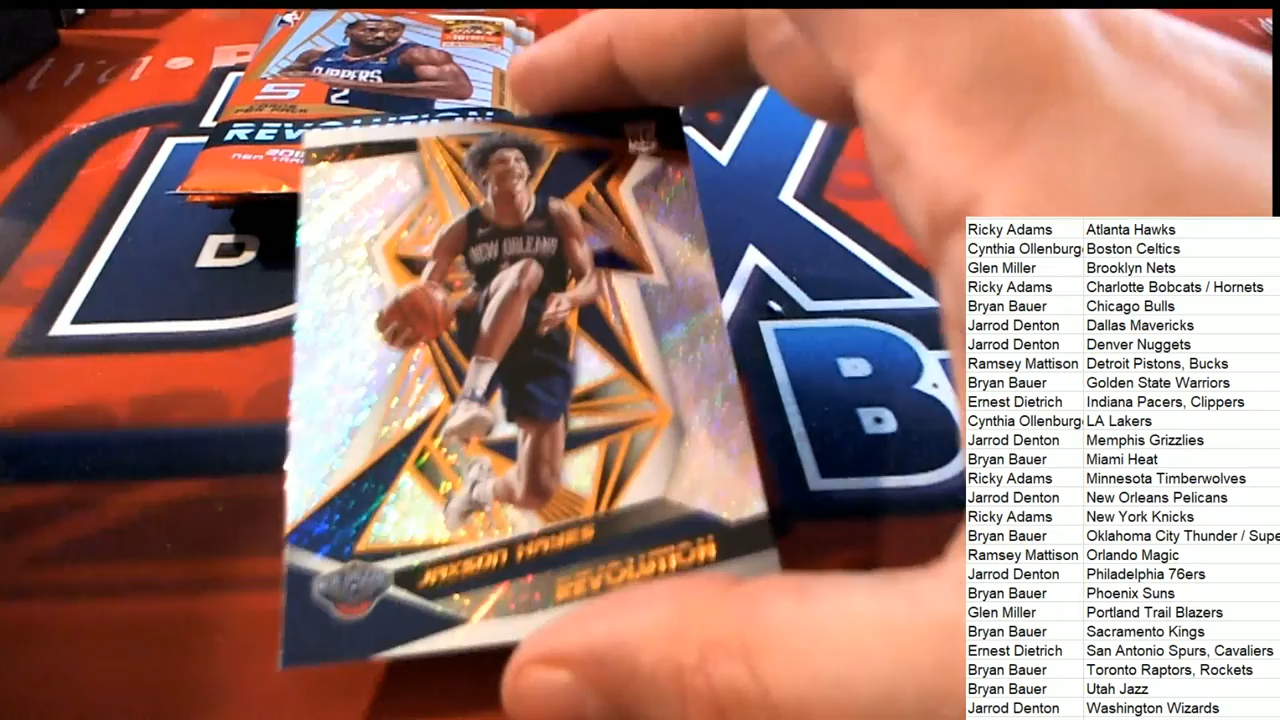 CLIPPERS
2
5
CARDS
PER PACK
REVOLUTION
NEW ORLEANS
JAXSON HAYES
REVOLUTION
D
X
B
Ricky Adams Atlanta Hawks
Cynthia Ollenburg Boston Celtics
Glen Miller Brooklyn Nets
Ricky Adams Charlotte Bobcats / Hornets
Bryan Bauer Chicago Bulls
Jarrod Denton Dallas Mavericks
Jarrod Denton Denver Nuggets
Ramsey Mattison Detroit Pistons, Bucks
Bryan Bauer Golden State Warriors
Ernest Dietrich Indiana Pacers, Clippers
Cynthia Ollenburg LA Lakers
Jarrod Denton Memphis Grizzlies
Bryan Bauer Miami Heat
Ricky Adams Minnesota Timberwolves
Jarrod Denton New Orleans Pelicans
Ricky Adams New York Knicks
Bryan Bauer Oklahoma City Thunder / Supe
Ramsey Mattison Orlando Magic
Jarrod Denton Philadelphia 76ers
Bryan Bauer Phoenix Suns
Glen Miller Portland Trail Blazers
Bryan Bauer Sacramento Kings
Ernest Dietrich San Antonio Spurs, Cavaliers
Bryan Bauer Toronto Raptors, Rockets
Bryan Bauer Utah Jazz
Jarrod Denton Washington Wizards